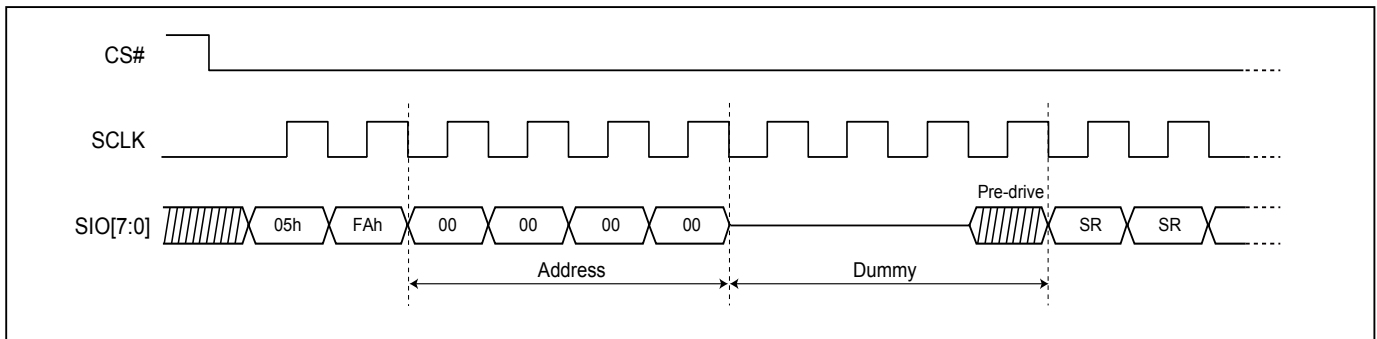 CS#
SCLK
Pre-drive
SIO[7:0] 05h FAh 00 00 00 00 SR SR
Address Dummy